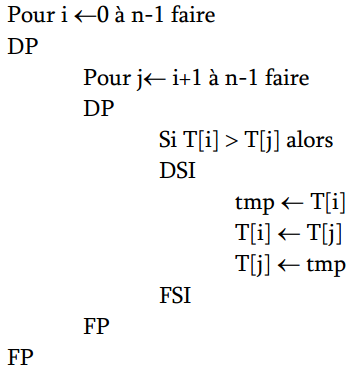 Pour i ←0 à n-1 faire
DP
Pour j← i+1 à n-1 faire
DP
Si T[i] > T[j] alors
DSI
tmp ← T[i]
T[i] ← T[j]
T[j] ← tmp
FSI
FP
FP